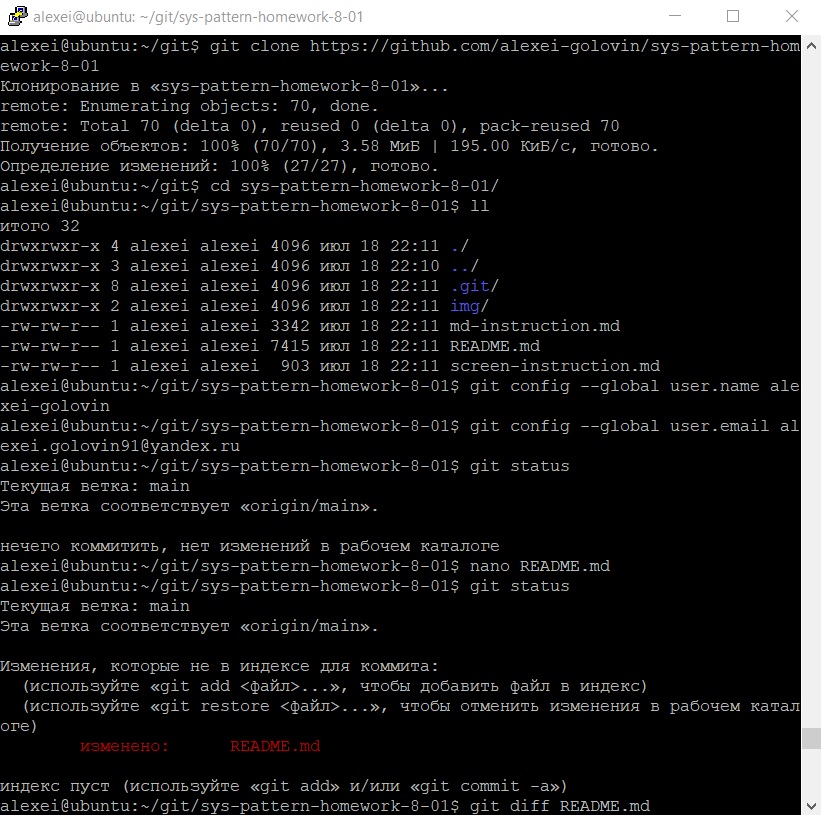 alexei@ubuntu: ~/git/sys-pattern-homework-8-01
alexei@ubuntu:~/git$ git clone https://github.com/alexei-golovin/sys-pattern-hom
ework-8-01
Клонирование в «sys-pattern-homework-8-01»...
remote: Enumerating objects: 70, done.
remote: Total 70 (delta 0), reused 0 (delta 0), pack-reused 70
Получение объектов: 100% (70/70), 3.58 МиБ | 195.00 КиБ/с, готово.
Определение изменений: 100% (27/27), готово.
alexei@ubuntu:~/git$ cd sys-pattern-homework-8-01/
alexei@ubuntu:~/git/sys-pattern-homework-8-01$ ll
итого 32
drwxrwxr-x 4 alexei alexei 4096 июл 18 22:11 ./
drwxrwxr-x 3 alexei alexei 4096 июл 18 22:10 ../
drwxrwxr-x 8 alexei alexei 4096 июл 18 22:11 .git/
drwxrwxr-x 2 alexei alexei 4096 июл 18 22:11 img/
-rw-rw-r-- 1 alexei alexei 3342 июл 18 22:11 md-instruction.md
-rw-rw-r-- 1 alexei alexei 7415 июл 18 22:11 README.md
-rw-rw-r-- 1 alexei alexei  903 июл 18 22:11 screen-instruction.md
alexei@ubuntu:~/git/sys-pattern-homework-8-01$ git config --global user.name ale
xei-golovin
alexei@ubuntu:~/git/sys-pattern-homework-8-01$ git config --global user.email al
exei.golovin91@yandex.ru
alexei@ubuntu:~/git/sys-pattern-homework-8-01$ git status
Текущая ветка: main
Эта ветка соответствует «origin/main».
нечего коммитить, нет изменений в рабочем каталоге
alexei@ubuntu:~/git/sys-pattern-homework-8-01$ nano README.md
alexei@ubuntu:~/git/sys-pattern-homework-8-01$ git status
Текущая ветка: main
Эта ветка соответствует «origin/main».
Изменения, которые не в индексе для коммита:
  (используйте «git add <файл>...», чтобы добавить файл в индекс)
  (используйте «git restore <файл>...», чтобы отменить изменения в рабочем катал
оге)
        изменено:      README.md
индекс пуст (используйте «git add» и/или «git commit -a»)
alexei@ubuntu:~/git/sys-pattern-homework-8-01$ git diff README.md